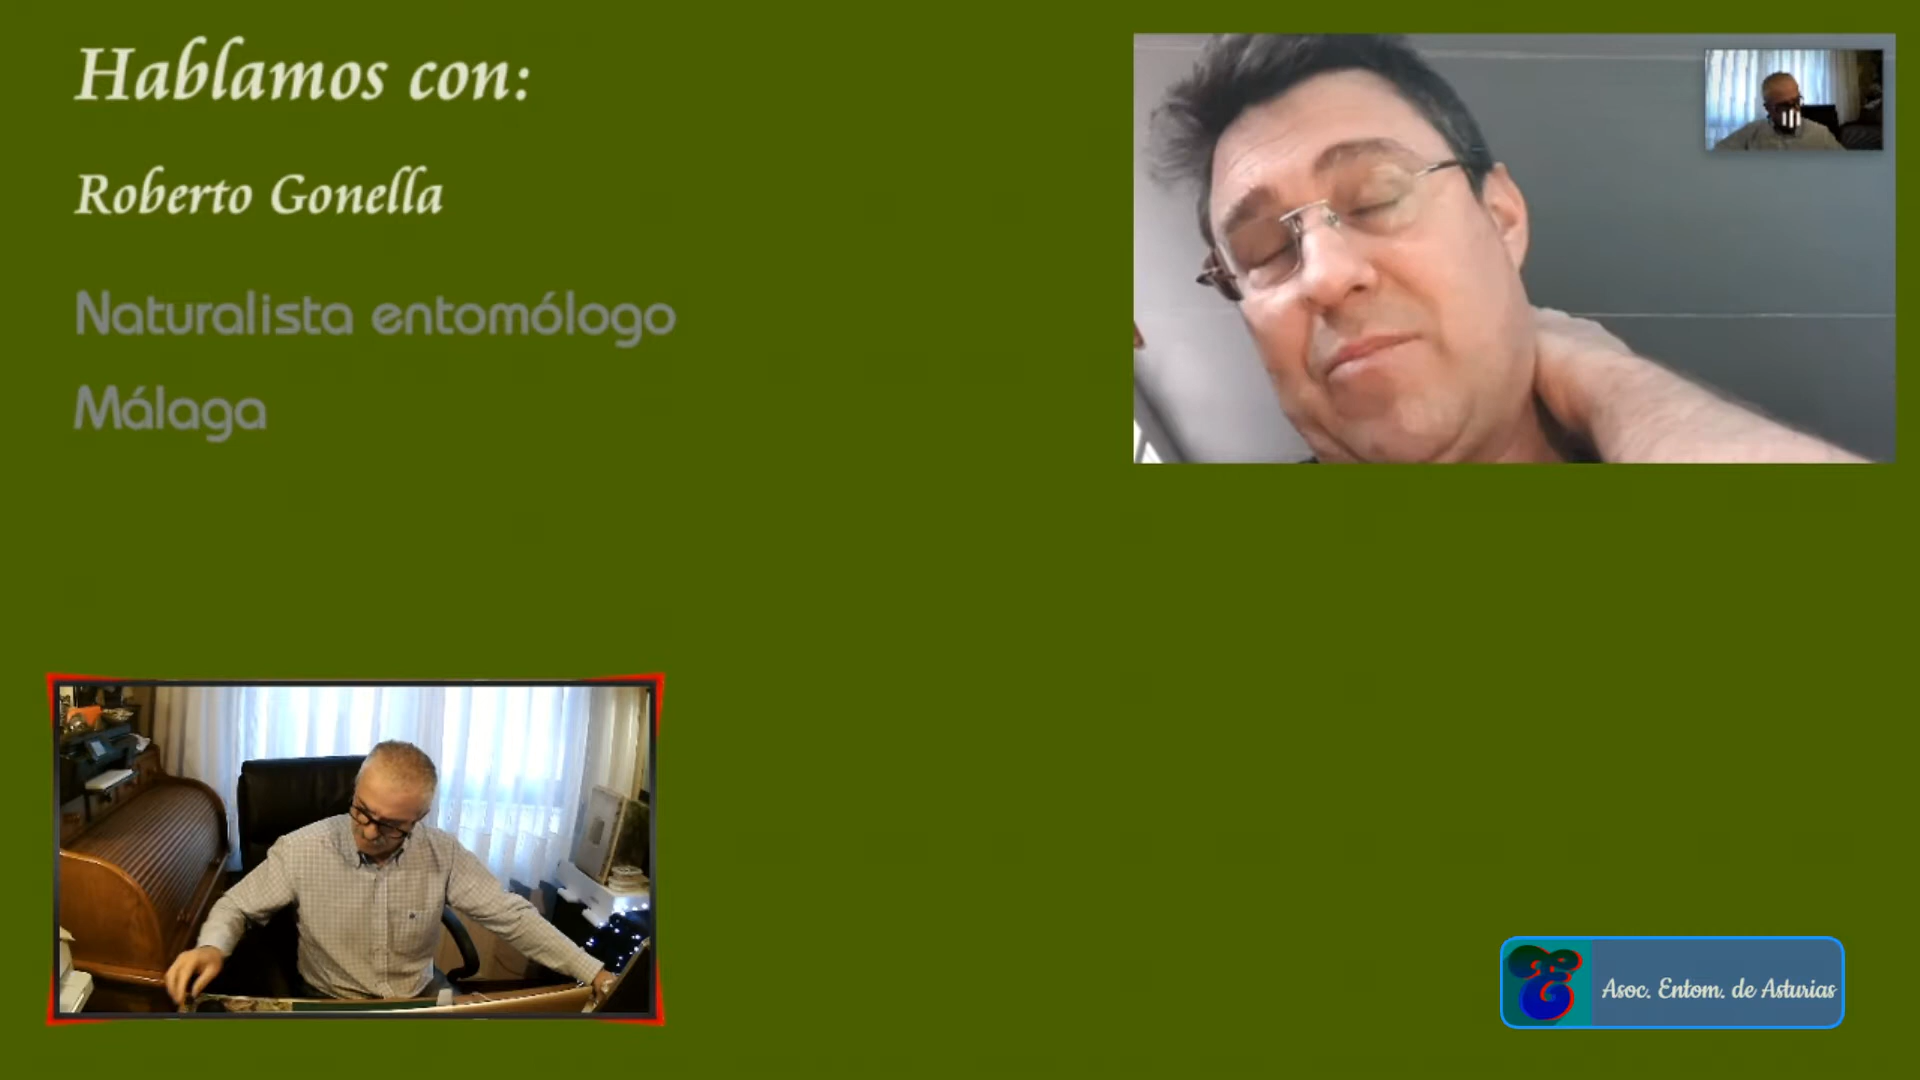 Hablamos con:
Roberto Gonella
Naturalista entomólogo
Málaga
Asoc. Entom. de Asturias